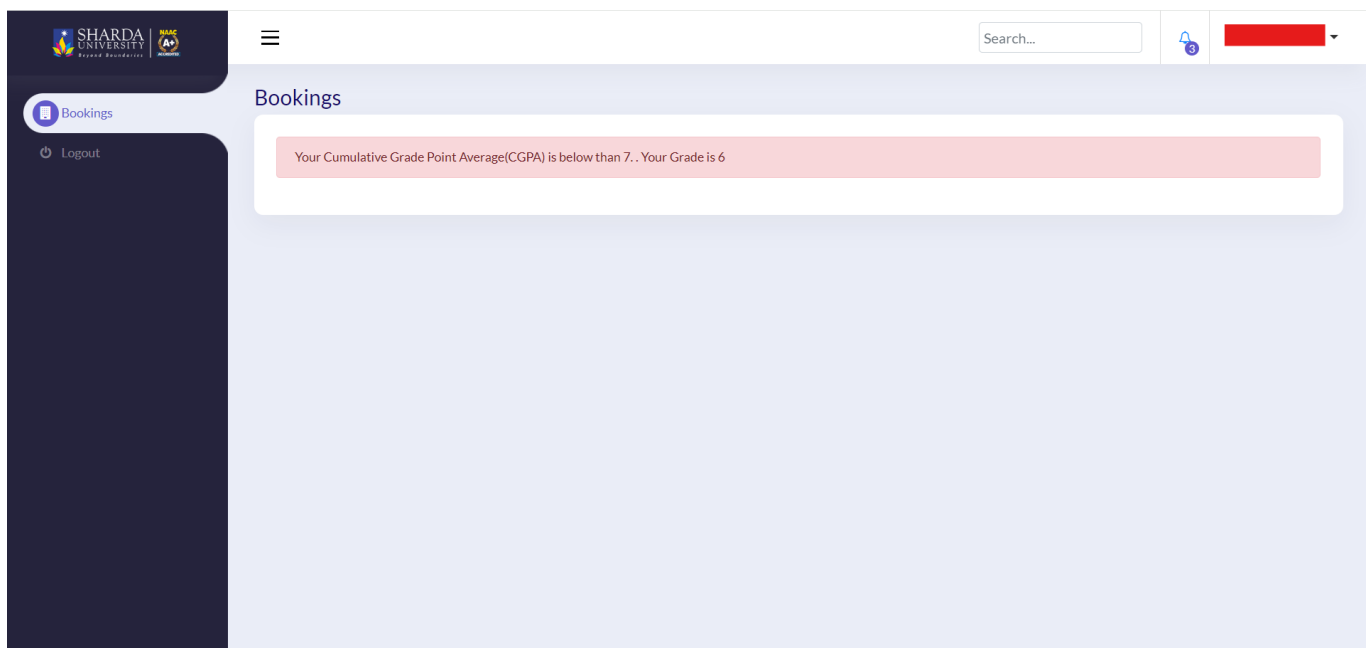 SHARDA
UNIVERSITY
Beyond Boundaries
NAAC
A+
ACCREDITED
Search...
3
Bookings
Logout
Bookings
Your Cumulative Grade Point Average(CGPA) is below than 7. . Your Grade is 6